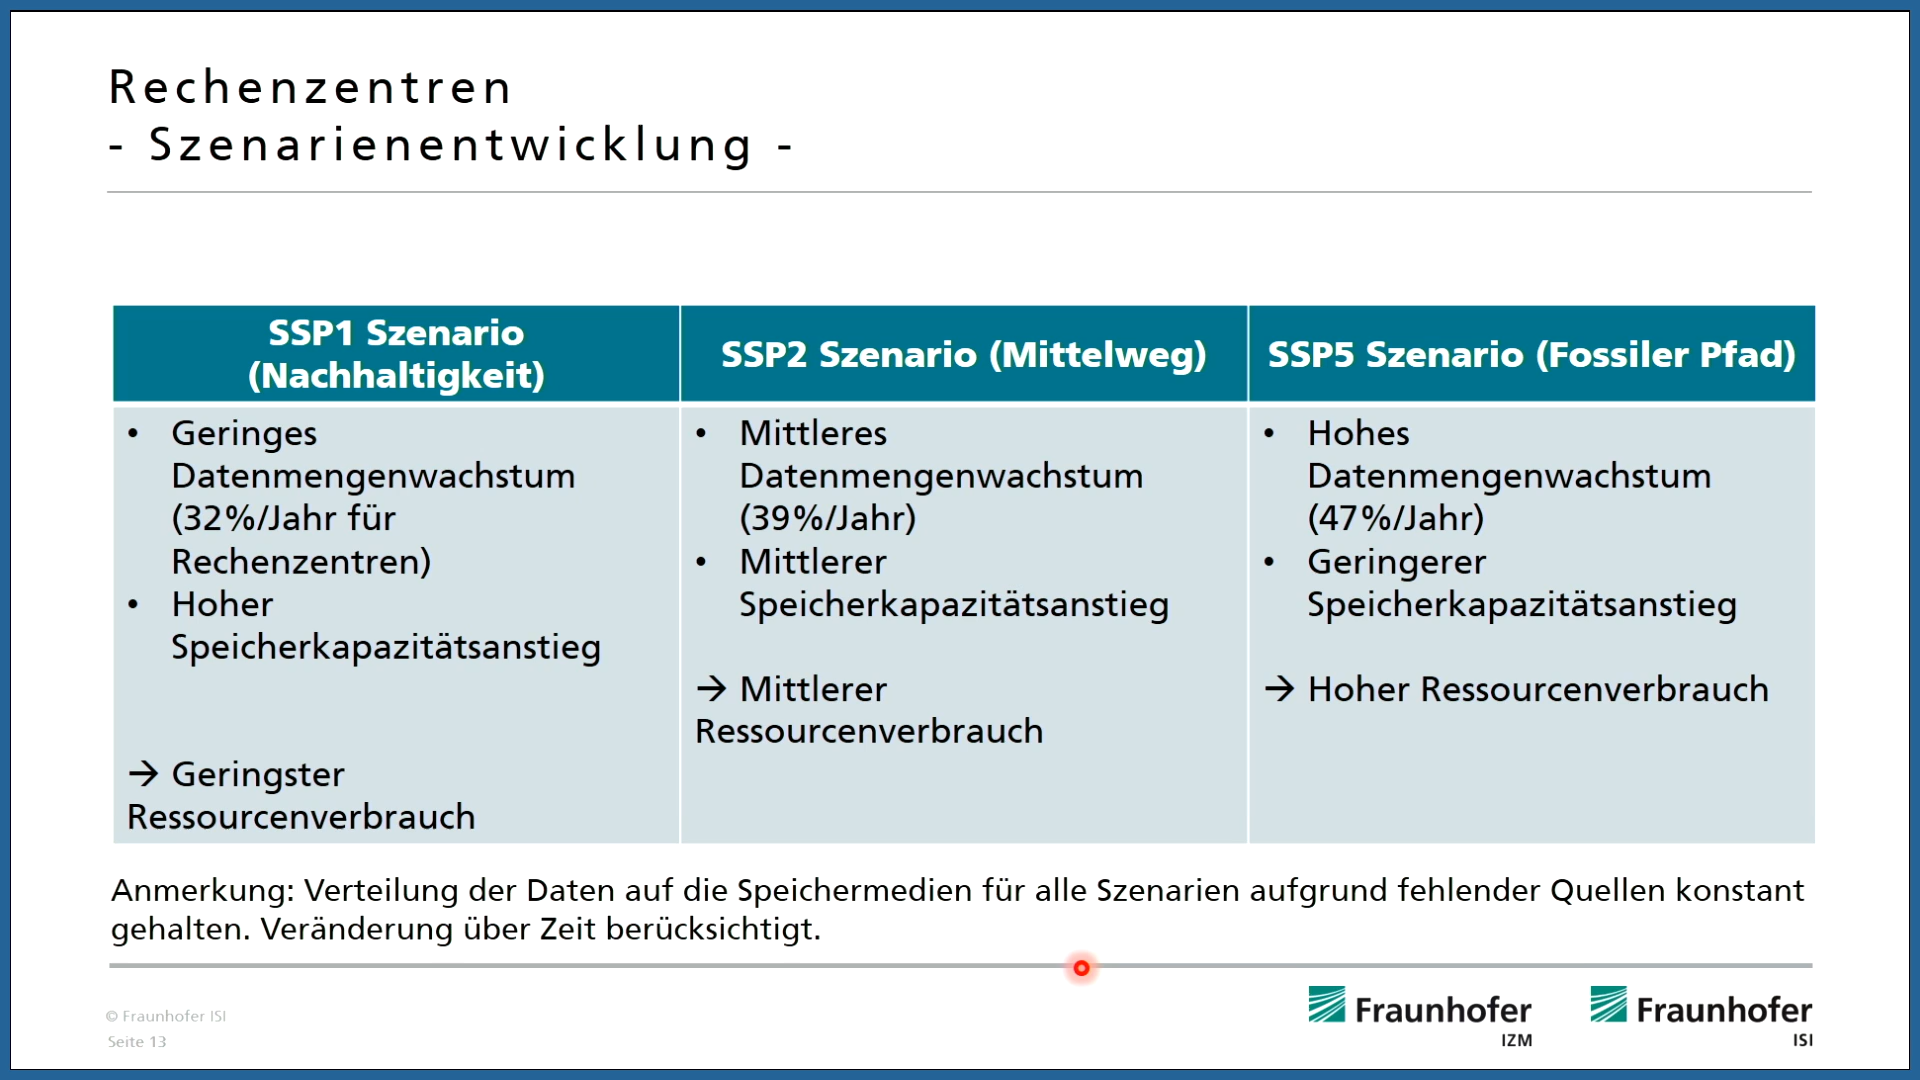 Rechenzentren
- Szenarienentwicklung -
SSP1 Szenario
(Nachhaltigkeit)
SSP2 Szenario (Mittelweg)
SSP5 Szenario (Fossiler Pfad)
• Geringes
Datenmengenwachstum
(32%/Jahr für
Rechenzentren)
• Hoher
Speicherkapazitätsanstieg
→ Geringster
Ressourcenverbrauch
• Mittleres
Datenmengenwachstum
(39%/Jahr)
• Mittlerer
Speicherkapazitätsanstieg
→ Mittlerer
Ressourcenverbrauch
• Hohes
Datenmengenwachstum
(47%/Jahr)
• Geringerer
Speicherkapazitätsanstieg
→ Hoher Ressourcenverbrauch
Anmerkung: Verteilung der Daten auf die Speichermedien für alle Szenarien aufgrund fehlender Quellen konstant
gehalten. Veränderung über Zeit berücksichtigt.
© Fraunhofer ISI
Seite 13
Fraunhofer
IZM
Fraunhofer
ISI